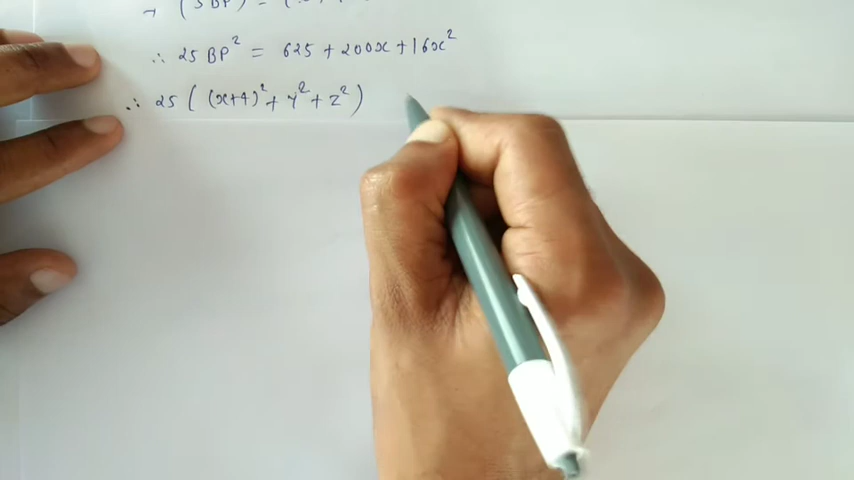 ∴ 25 BP² = 625 + 200x + 16x²
∴ 25 ( (x+4)² + y² + z² )